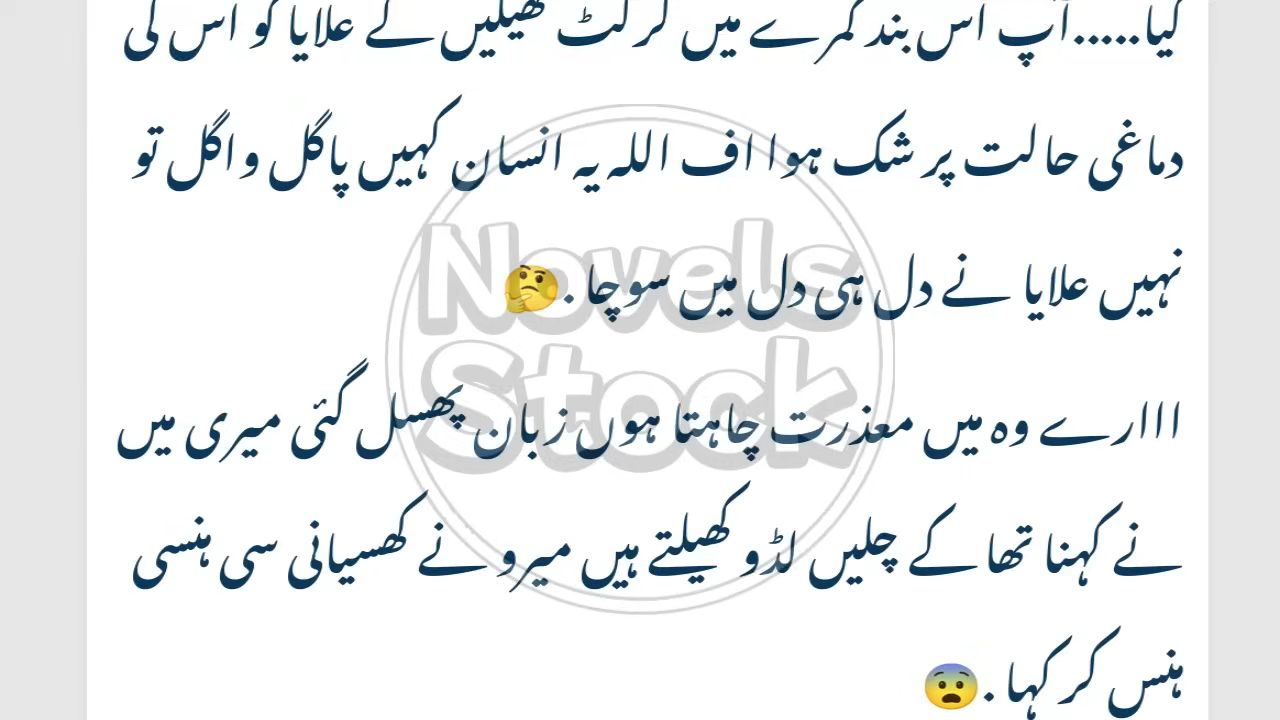 کیا.....آپ اس بند کمرے میں کرکٹ کھیلیں گے علایا کو اس کی
دماغی حالت پر شک ہوا اف اللہ یہ انسان کہیں پاگل واگل تو
نہیں علایا نے دل ہی دل میں سوچا.🤔
ااارے وہ میں معذرت چاہتا ہوں زبان پھسل گئی میری میں
نے کہنا تھا کے چلیں لڈو کھیلتے ہیں میرو نے کھسیانی سی ہنسی
ہنس کر کہا.😨
Novels
Stock